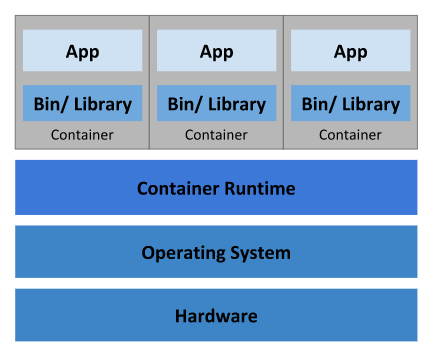 App App App
Bin/ Library Bin/ Library Bin/ Library
Container Container Container
Container Runtime
Operating System
Hardware